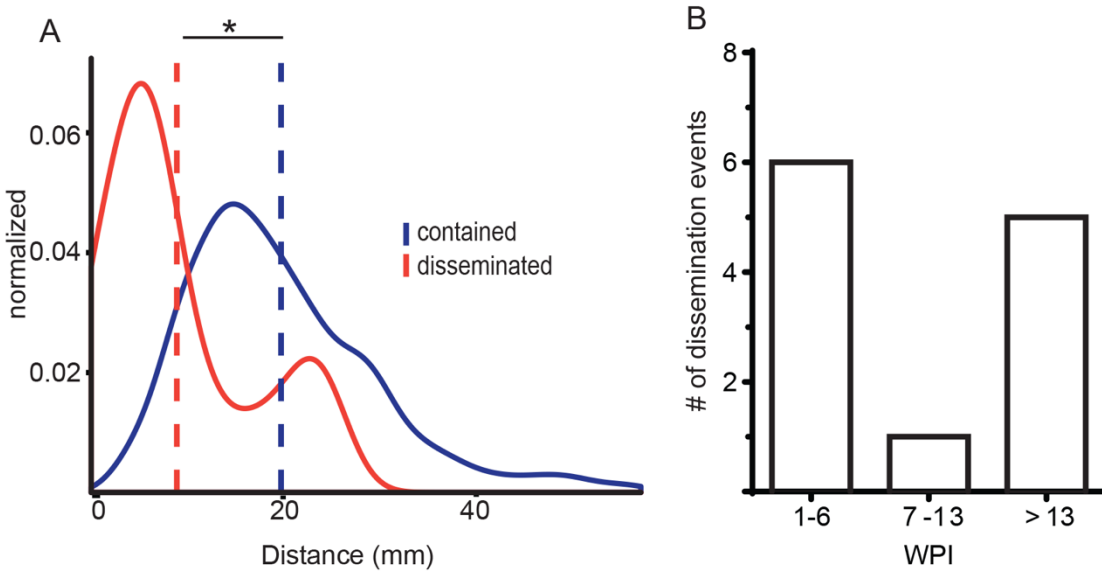 A
*
normalized
0.06
0.04
0.02
contained
disseminated
0
20
40
Distance (mm)
B
# of dissemination events
8
6
4
2
1-6
7 -13
> 13
WPI